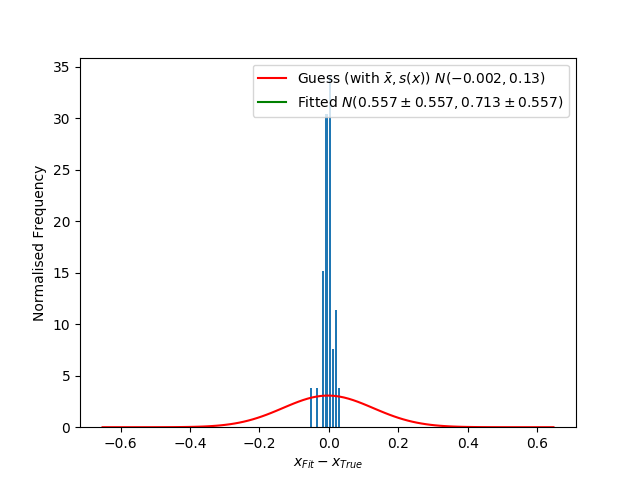 Guess (with x̄, s(x)) N(−0.002, 0.13)
Fitted N(0.557 ± 0.557, 0.713 ± 0.557)
Normalised Frequency
35
30
25
20
15
10
5
0
−0.6 −0.4 −0.2 0.0 0.2 0.4 0.6
x_Fit − x_True